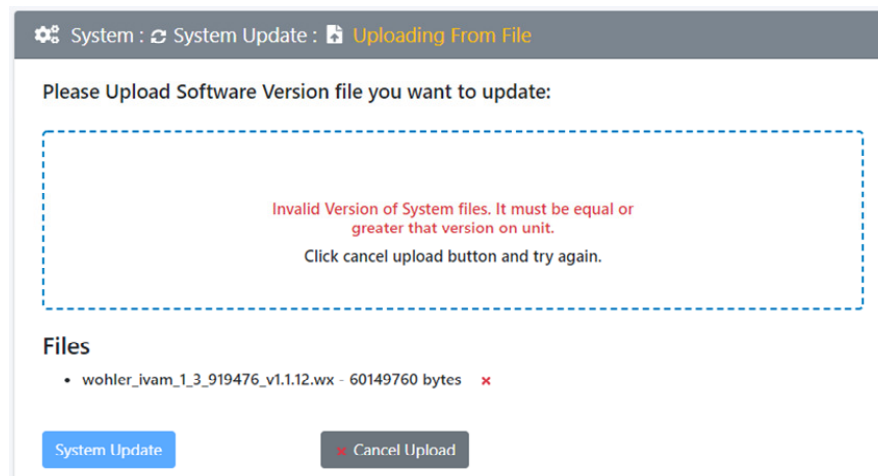 System : System Update : Uploading From File
Please Upload Software Version file you want to update:
Invalid Version of System files. It must be equal or
greater that version on unit.
Click cancel upload button and try again.
Files
• wohler_ivam_1_3_919476_v1.1.12.wx - 60149760 bytes ×
System Update
× Cancel Upload